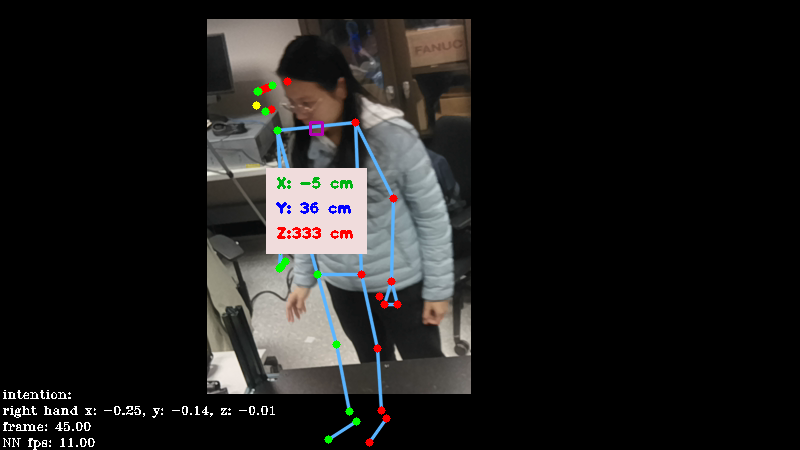 FANUC
X: -5 cm
Y: 36 cm
Z:333 cm
intention:
right hand x: -0.25, y: -0.14, z: -0.01
frame: 45.00
NN fps: 11.00